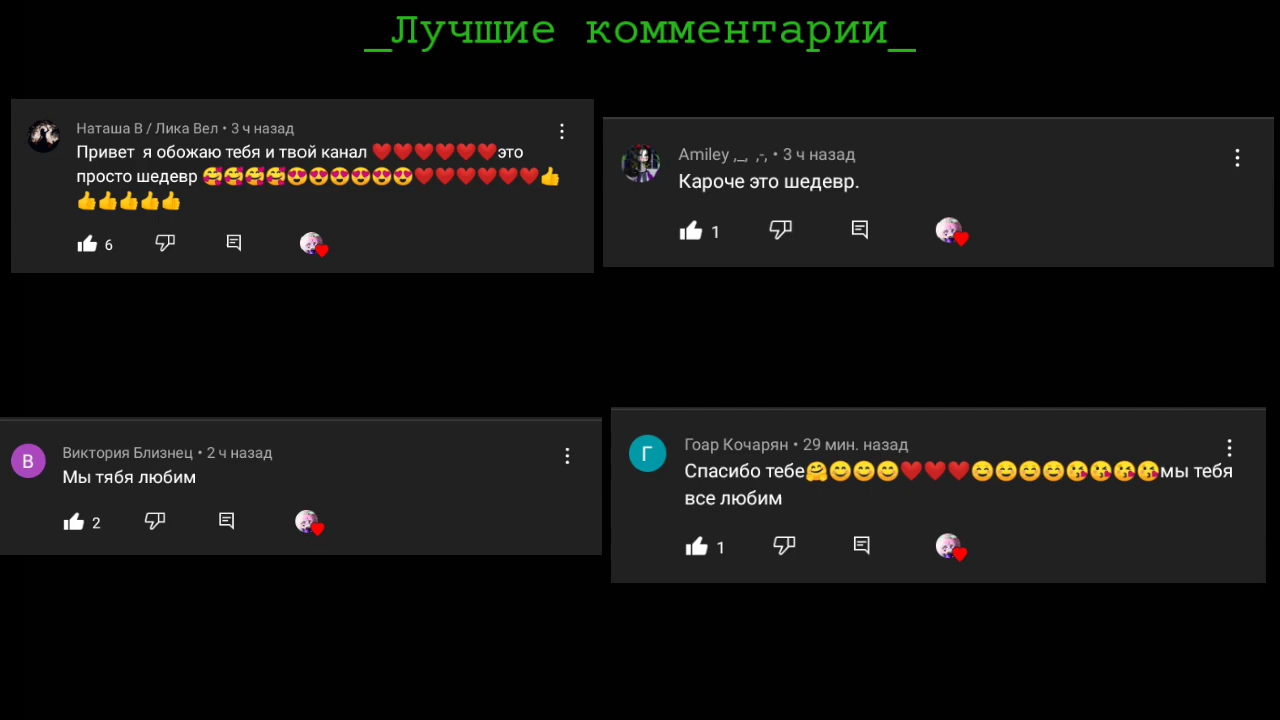 _Лучшие комментарии_
Наташа В / Лика Вел • 3 ч назад
Привет я обожаю тебя и твой канал ❤️❤️❤️❤️❤️❤️это
просто шедевр 🥰🥰🥰🥰😍😍😍😍😍😍❤️❤️❤️❤️❤️❤️👍
👍👍👍👍👍
6
Amiley ,_, ,-, • 3 ч назад
Кароче это шедевр.
1
В
Виктория Близнец • 2 ч назад
Мы тябя любим
2
Г
Гоар Кочарян • 29 мин. назад
Спасибо тебе🤗😊😊😊❤️❤️❤️😊😊😊😊😘😘😘😘мы тебя
все любим
1